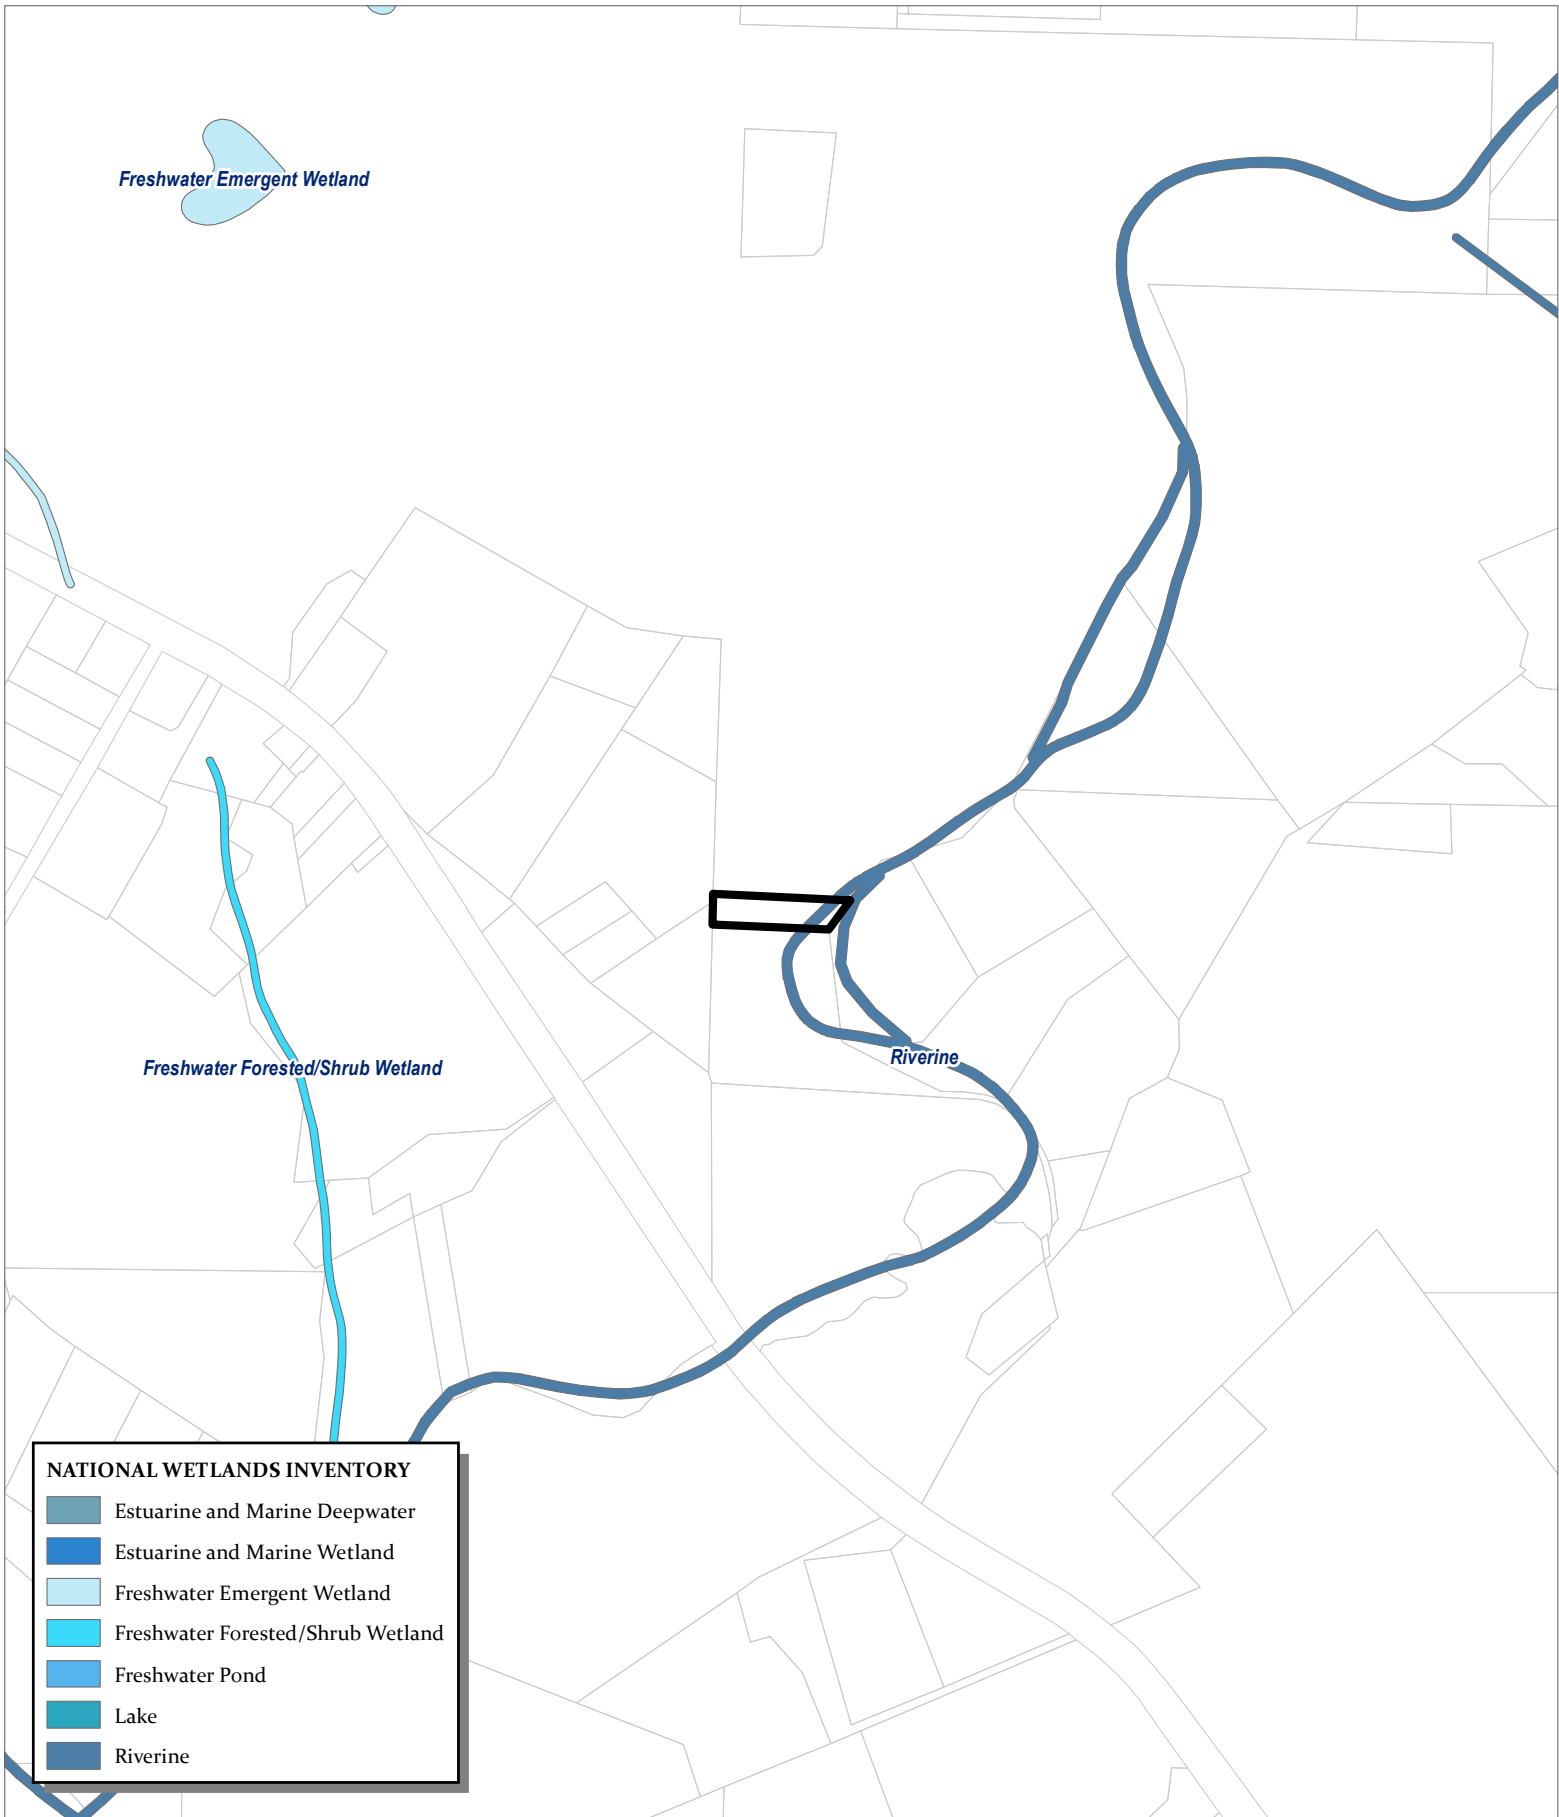 Freshwater Emergent Wetland
Freshwater Forested/Shrub Wetland
Riverine
NATIONAL WETLANDS INVENTORY
Estuarine and Marine Deepwater
Estuarine and Marine Wetland
Freshwater Emergent Wetland
Freshwater Forested/Shrub Wetland
Freshwater Pond
Lake
Riverine